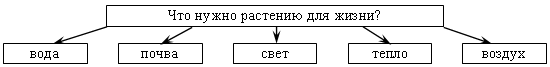 Что нужно растению для жизни?
вода почва свет тепло воздух